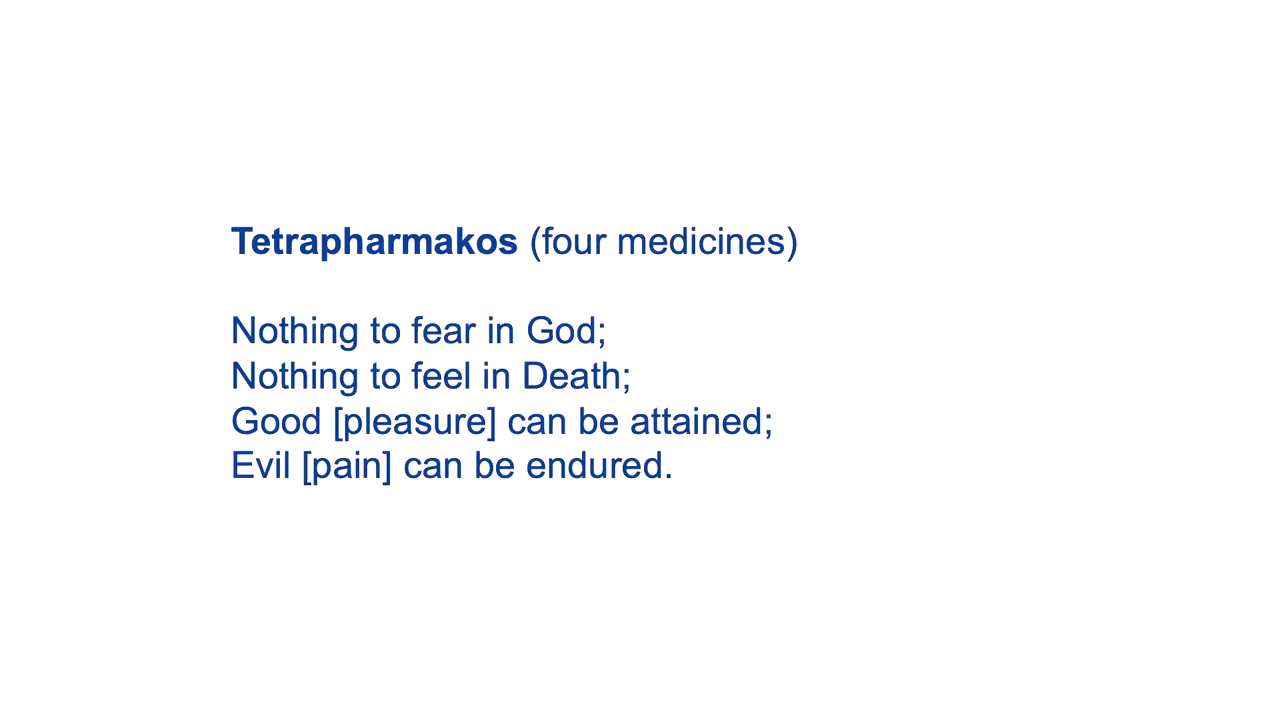 Tetrapharmakos (four medicines)
Nothing to fear in God;
Nothing to feel in Death;
Good [pleasure] can be attained;
Evil [pain] can be endured.